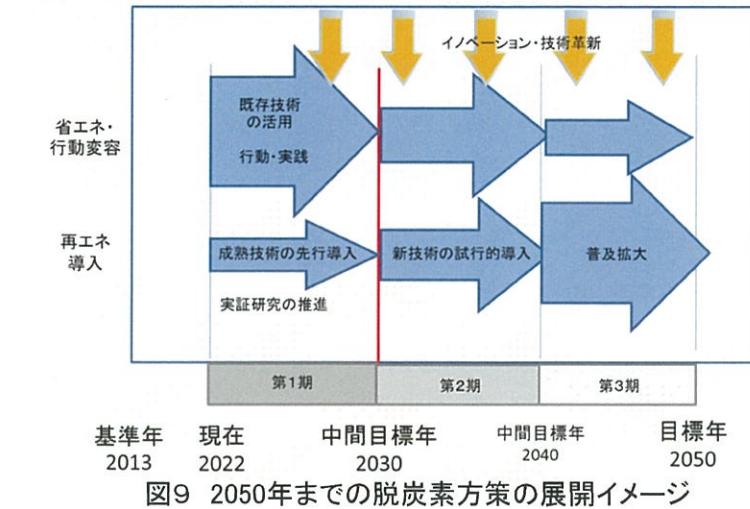 イノベーション・技術革新
省エネ・
行動変容
既存技術
の活用
行動・実践
再エネ
導入
成熟技術の先行導入
新技術の試行的導入
普及拡大
実証研究の推進
第1期
第2期
第3期
基準年
2013
現在
2022
中間目標年
2030
中間目標年
2040
目標年
2050
図9 2050年までの脱炭素方策の展開イメージ